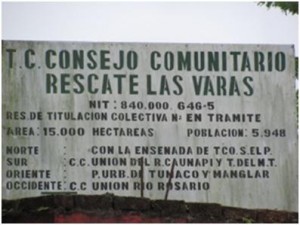 T.C. CONSEJO COMUNITARIO
RESCATE LAS VARAS
NIT: 840.000. 646-5
RES. DE TITULACION COLECTIVA Nº EN TRAMITE
AREA: 15.000 HECTAREAS POBLACION: 5.948
NORTE : CON LA ENSENADA DE TCO. S.ELP.
SUR : C.C. UNION DEL R.CAUNAPI Y T.DEL M.T.
ORIENTE : P.URB. DE TUMACO Y MANGLAR
OCCIDENTE: C.C UNION RIO ROSARIO